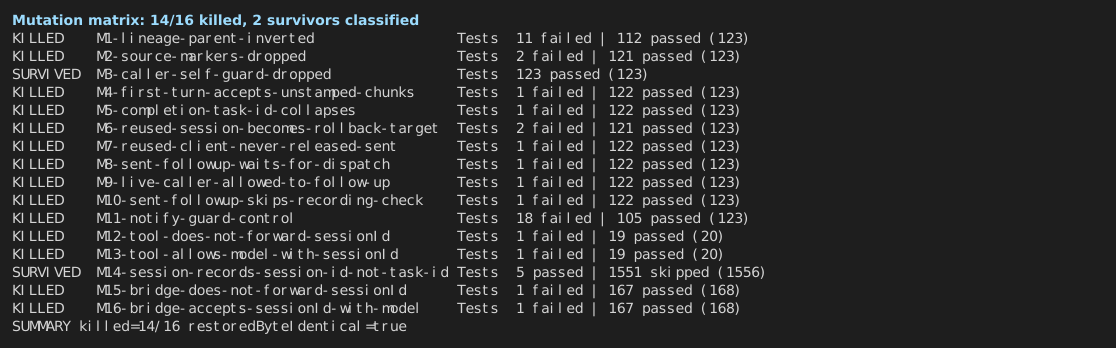 Mutation matrix: 14/16 killed, 2 survivors classified
KILLED M1-lineage-parent-inverted Tests 11 failed | 112 passed (123)
KILLED M2-source-markers-dropped Tests 2 failed | 121 passed (123)
SURVIVED M3-caller-self-guard-dropped Tests 123 passed (123)
KILLED M4-first-turn-accepts-unstamped-chunks Tests 1 failed | 122 passed (123)
KILLED M5-completion-task-id-collapses Tests 1 failed | 122 passed (123)
KILLED M6-reused-session-becomes-rollback-target Tests 2 failed | 121 passed (123)
KILLED M7-reused-client-never-released-sent Tests 1 failed | 122 passed (123)
KILLED M8-sent-followup-waits-for-dispatch Tests 1 failed | 122 passed (123)
KILLED M9-live-caller-allowed-to-follow-up Tests 1 failed | 122 passed (123)
KILLED M10-sent-followup-skips-recording-check Tests 1 failed | 122 passed (123)
KILLED M11-notify-guard-control Tests 18 failed | 105 passed (123)
KILLED M12-tool-does-not-forward-sessionId Tests 1 failed | 19 passed (20)
KILLED M13-tool-allows-model-with-sessionId Tests 1 failed | 19 passed (20)
SURVIVED M14-session-records-session-id-not-task-id Tests 5 passed | 1551 skipped (1556)
KILLED M15-bridge-does-not-forward-sessionId Tests 1 failed | 167 passed (168)
KILLED M16-bridge-accepts-sessionId-with-model Tests 1 failed | 167 passed (168)
SUMMARY killed=14/16 restoredByteIdentical=true